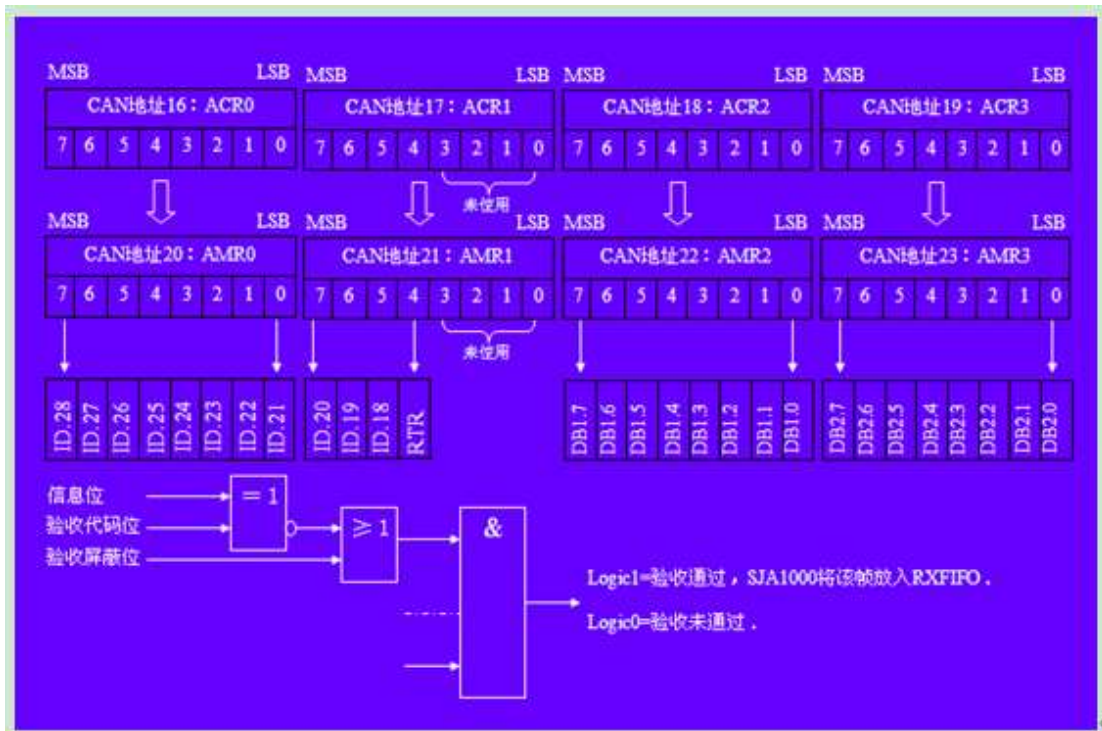 MSB LSB MSB LSB MSB LSB MSB LSB
CAN地址16：ACR0 CAN地址17：ACR1 CAN地址18：ACR2 CAN地址19：ACR3
7 6 5 4 3 2 1 0 7 6 5 4 3 2 1 0 7 6 5 4 3 2 1 0 7 6 5 4 3 2 1 0
未使用
MSB LSB MSB LSB MSB LSB MSB LSB
CAN地址20：AMR0 CAN地址21：AMR1 CAN地址22：AMR2 CAN地址23：AMR3
7 6 5 4 3 2 1 0 7 6 5 4 3 2 1 0 7 6 5 4 3 2 1 0 7 6 5 4 3 2 1 0
未使用
ID.28 ID.27 ID.26 ID.25 ID.24 ID.23 ID.22 ID.21 ID.20 ID.19 ID.18 RTR DB1.7 DB1.6 DB1.5 DB1.4 DB1.3 DB1.2 DB1.1 DB1.0 DB2.7 DB2.6 DB2.5 DB2.4 DB2.3 DB2.2 DB2.1 DB2.0
信息位 =1
验收代码位 ≥1 &
验收屏蔽位
Logic1=验收通过，SJA1000将该帧放入RXFIFO．
Logic0=验收未通过．